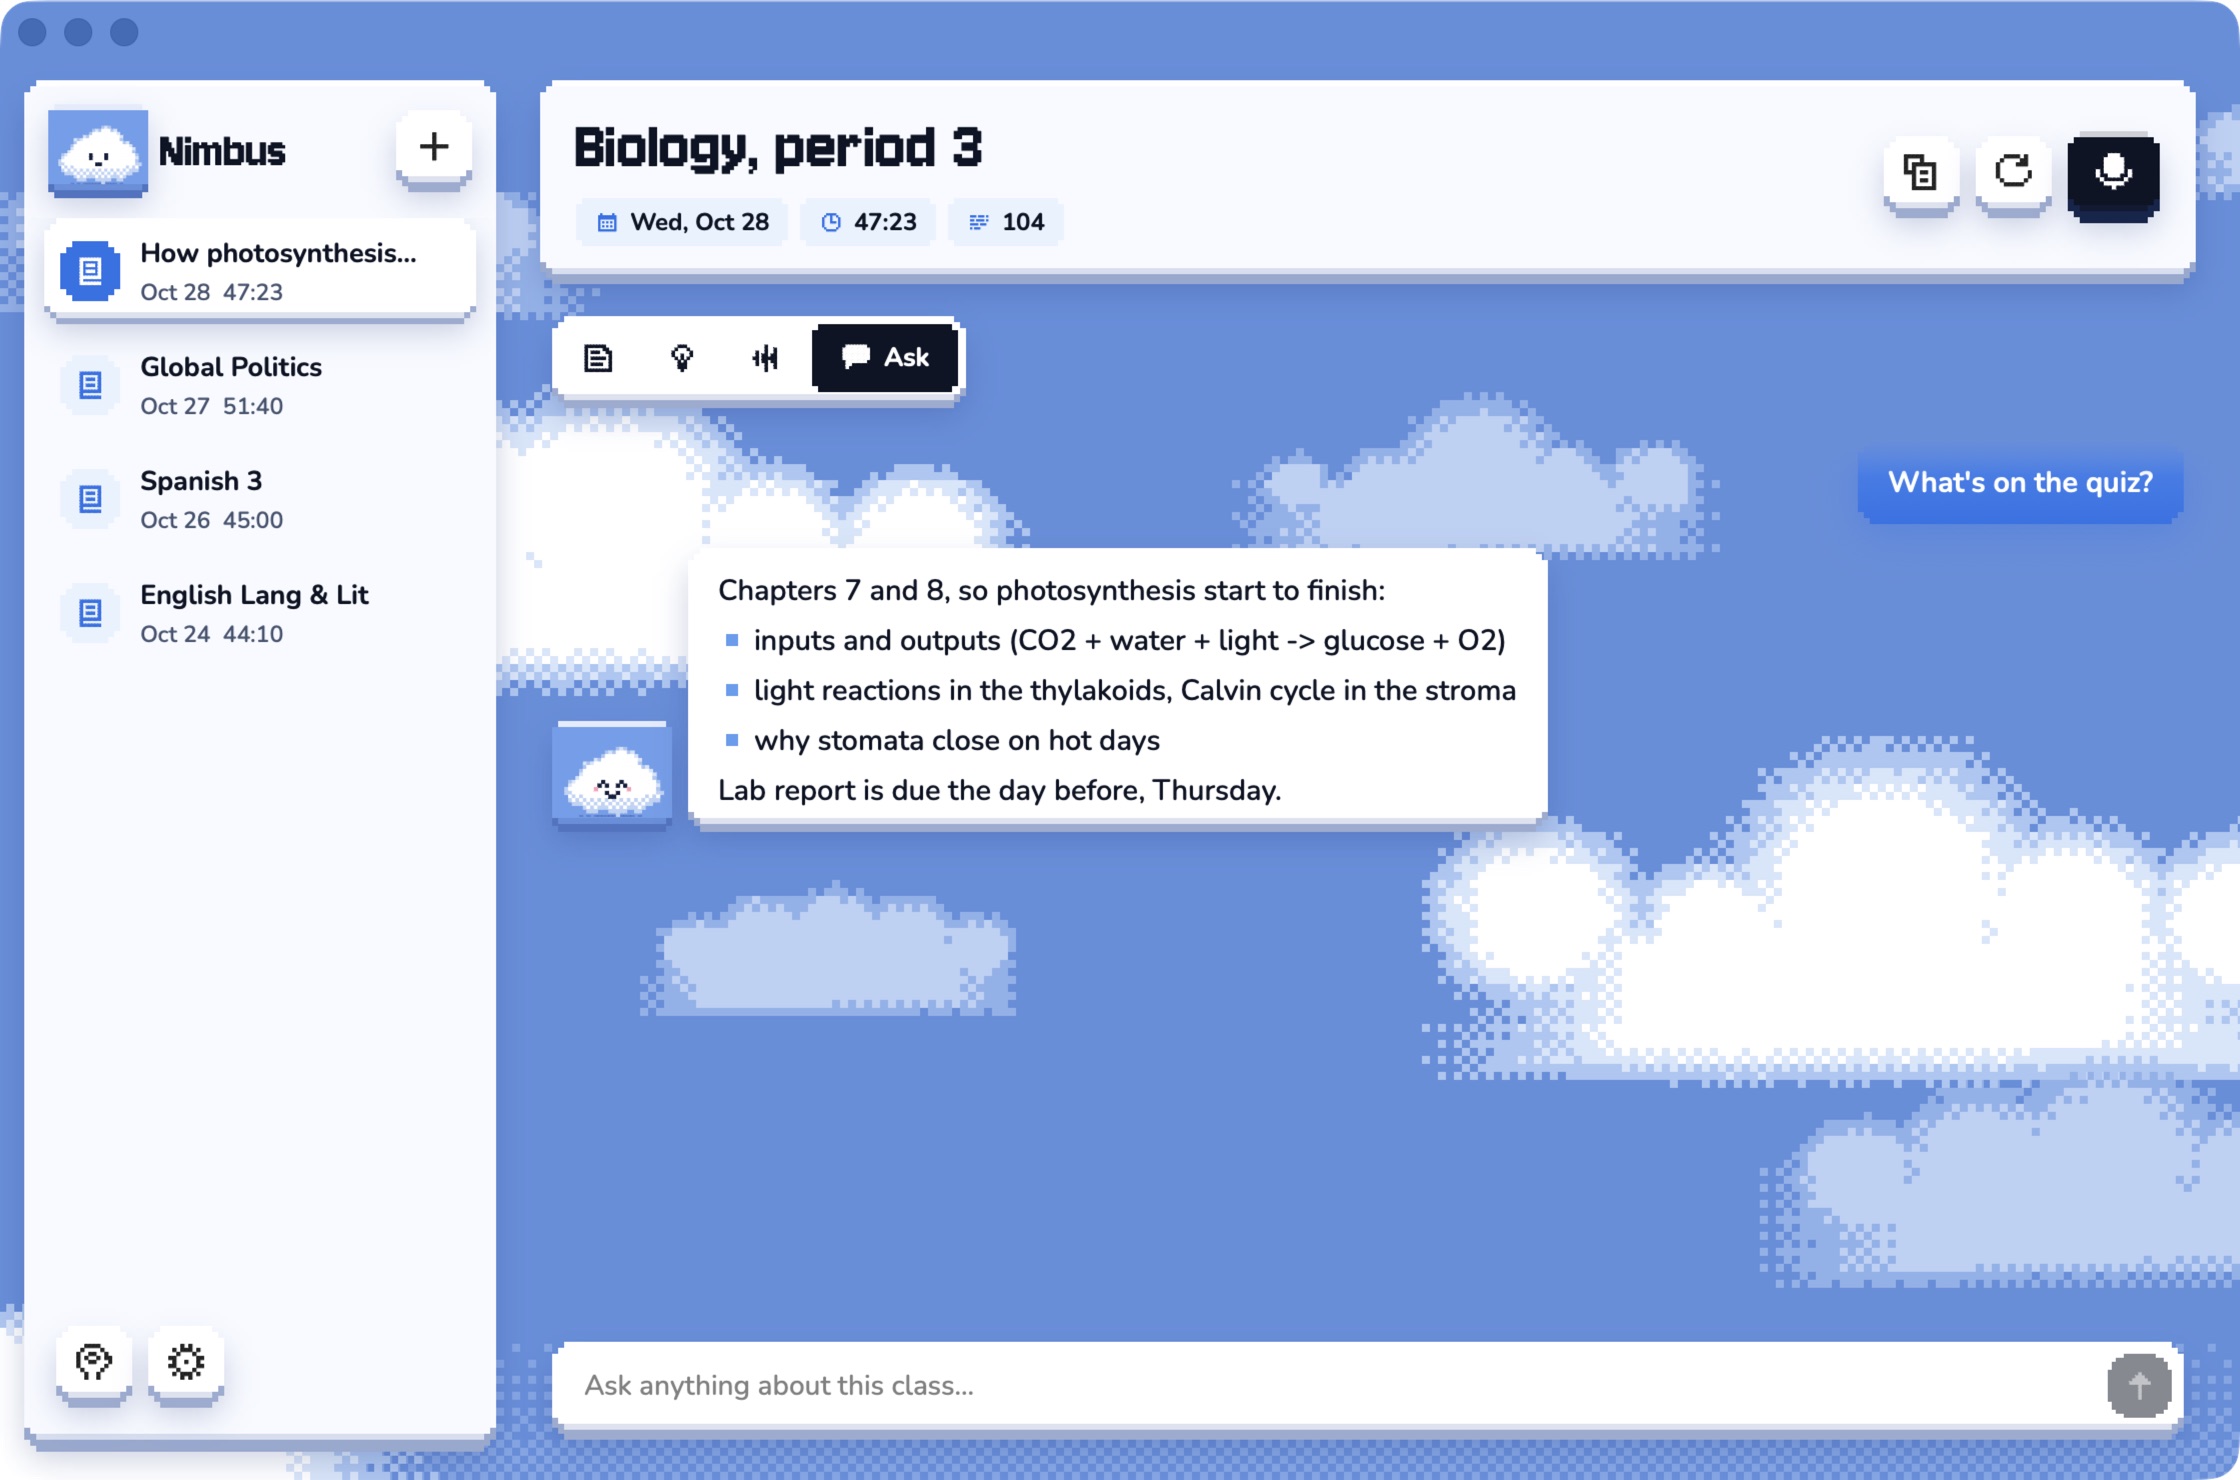 Nimbus
How photosynthesis...
Oct 28 47:23
Global Politics
Oct 27 51:40
Spanish 3
Oct 26 45:00
English Lang & Lit
Oct 24 44:10
Biology, period 3
Wed, Oct 28
47:23
104
Ask
What's on the quiz?
Chapters 7 and 8, so photosynthesis start to finish:
inputs and outputs (CO2 + water + light -> glucose + O2)
light reactions in the thylakoids, Calvin cycle in the stroma
why stomata close on hot days
Lab report is due the day before, Thursday.
Ask anything about this class...